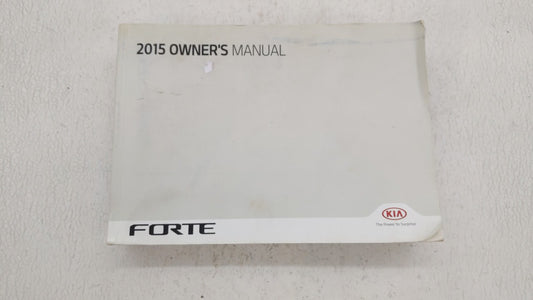 2015 OWNER'S MANUAL
KIA
The Power to Surprise
FORTE